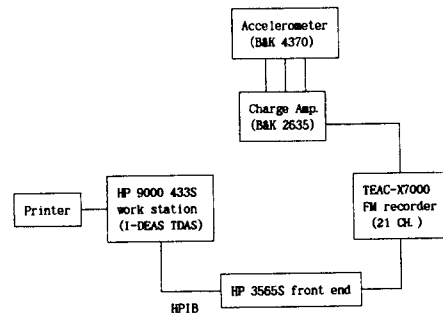 Accelerometer
(B&K 4370)
Charge Amp.
(B&K 2635)
HP 9000 433S
work station
(I-DEAS TDAS)
Printer
TEAC-X7000
FM recorder
(21 CH.)
HP 3565S front end
HPIB